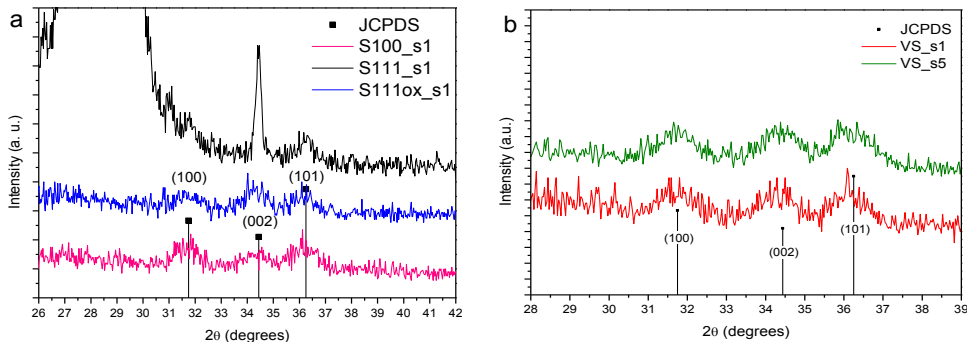 a
JCPDS
S100_s1
S111_s1
S111ox_s1
(100)
(101)
(002)
Intensity (a. u.)
26 27 28 29 30 31 32 33 34 35 36 37 38 39 40 41 42
2θ (degrees)
b
JCPDS
VS_s1
VS_s5
(100)
(101)
(002)
Intensity (a.u.)
28 29 30 31 32 33 34 35 36 37 38 39
2θ (degrees)